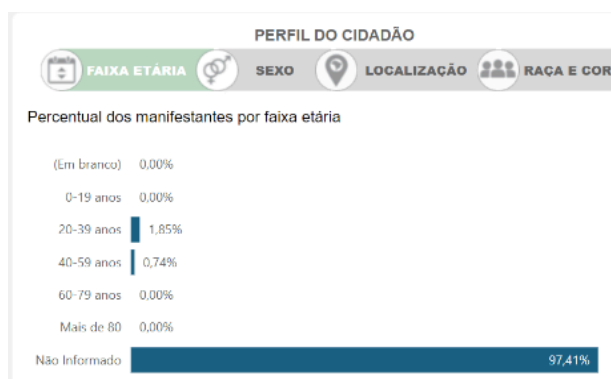 PERFIL DO CIDADÃO
FAIXA ETÁRIA SEXO LOCALIZAÇÃO RAÇA E COR
Percentual dos manifestantes por faixa etária
(Em branco) 0,00%
0-19 anos 0,00%
20-39 anos 1,85%
40-59 anos 0,74%
60-79 anos 0,00%
Mais de 80 0,00%
Não Informado 97,41%